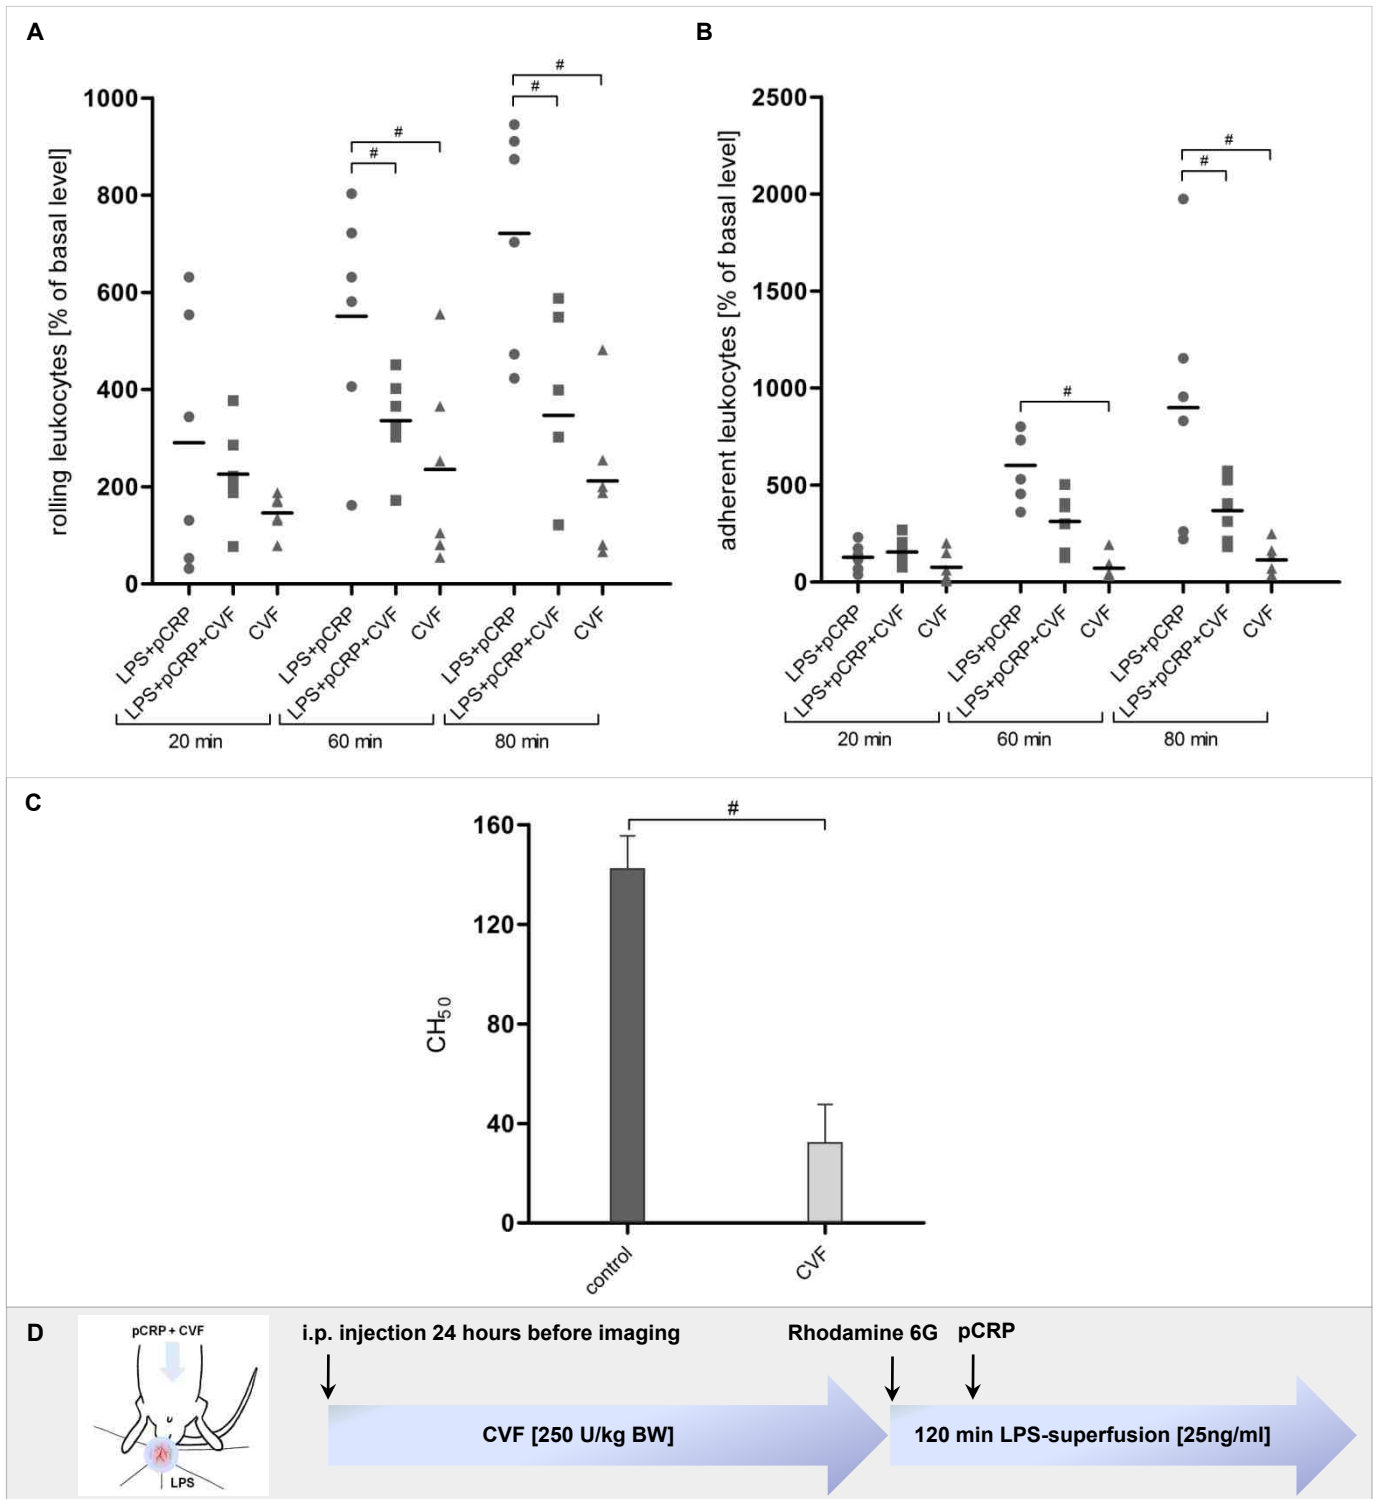 A
rolling leukocytes [% of basal level]
1000
800
600
400
200
0
#
#
#
#
LPS+pCRP
LPS+pCRP+CVF
CVF
LPS+pCRP
LPS+pCRP+CVF
CVF
LPS+pCRP
LPS+pCRP+CVF
CVF
20 min
60 min
80 min
B
adherent leukocytes [% of basal level]
2500
2000
1500
1000
500
0
#
#
#
LPS+pCRP
LPS+pCRP+CVF
CVF
LPS+pCRP
LPS+pCRP+CVF
CVF
LPS+pCRP
LPS+pCRP+CVF
CVF
20 min
60 min
80 min
C
CH50
160
120
80
40
0
#
control
CVF
D
pCRP + CVF
LPS
i.p. injection 24 hours before imaging
Rhodamine 6G
pCRP
CVF [250 U/kg BW]
120 min LPS-superfusion [25ng/ml]